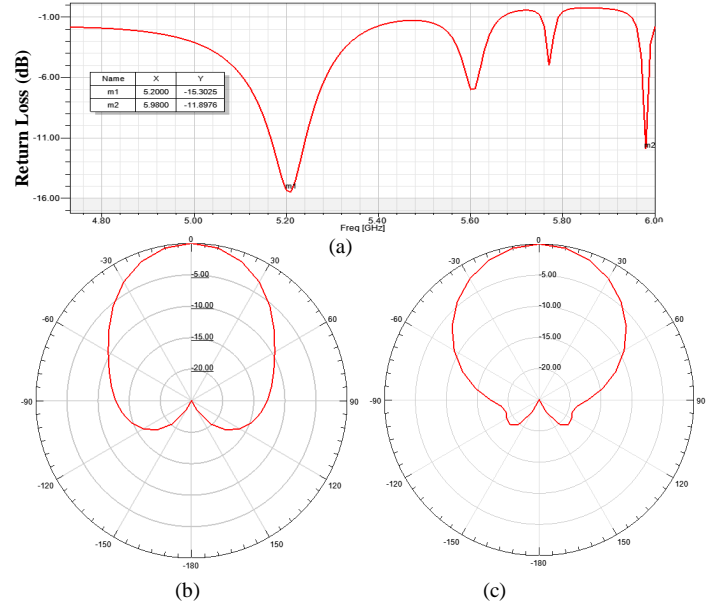 Return Loss (dB)
-1.00
-6.00
-11.00
-16.00
Name X Y
m1 5.2000 -15.3025
m2 5.9800 -11.8976
m1
m2
4.80 5.00 5.20 5.40 5.60 5.80 6.00
Freq [GHz]
(a)
0
-30 30
-60 60
-90 90
-120 120
-150 150
-180
-5.00
-10.00
-15.00
-20.00
(b)
0
-30 30
-60 60
-90 90
-120 120
-150 150
-180
-5.00
-10.00
-15.00
-20.00
(c)